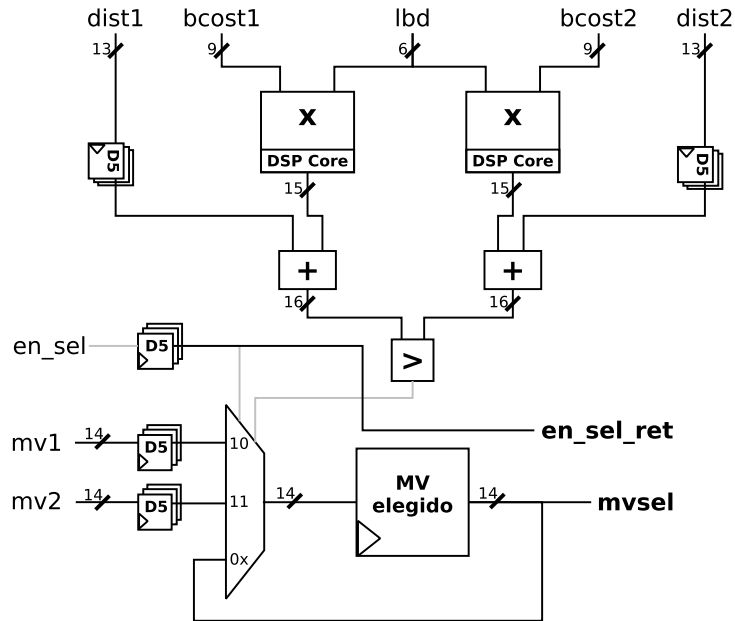 dist1 bcost1 lbd bcost2 dist2
13 9 6 9 13
x x
D5 DSP Core DSP Core D5
15 15
+ +
16 16
en_sel D5 >
en_sel_ret
mv1 14 D5 10
MV
elegido
mv2 14 D5 11 14 14 mvsel
0x